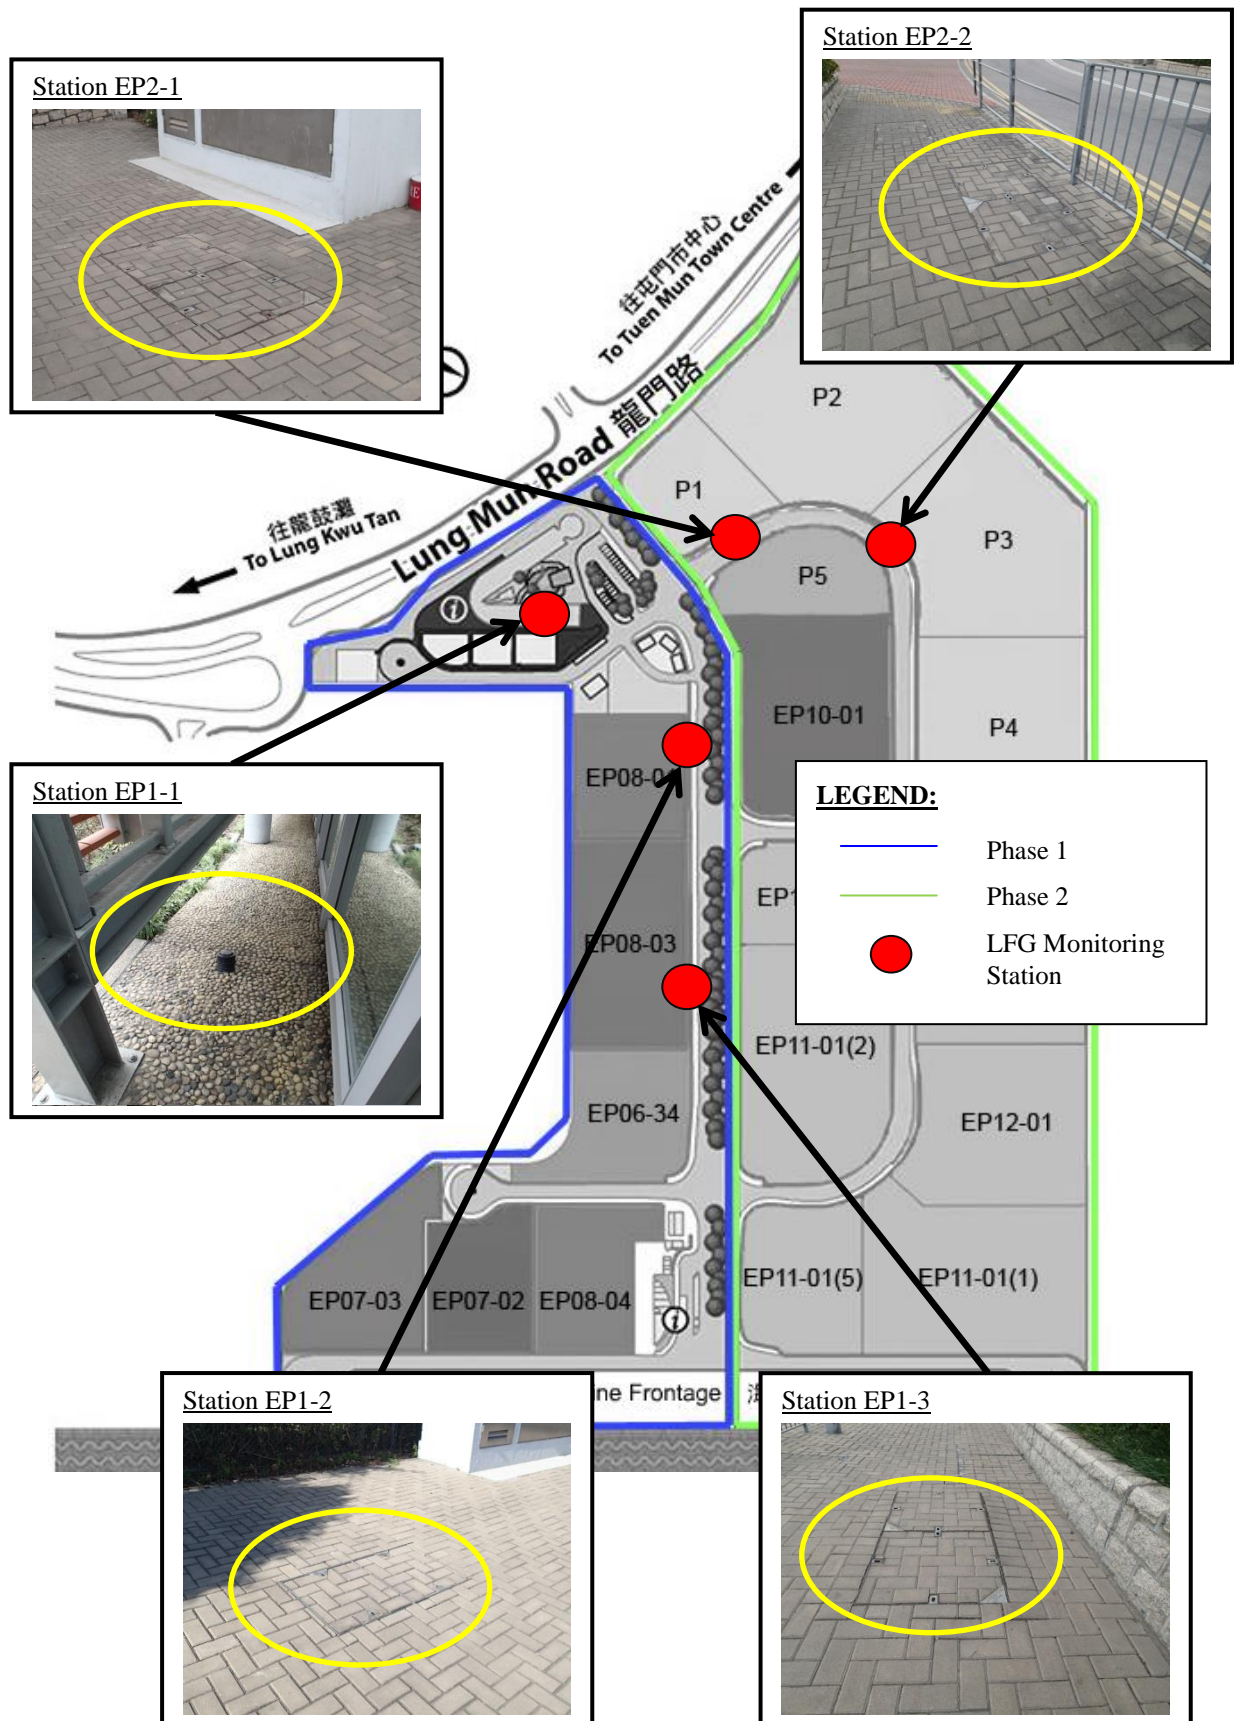 Station EP2-1
Station EP2-2
往屯門市中心
To Tuen Mun Town Centre
Lung Mun Road 龍門路
往龍鼓灘
To Lung Kwu Tan
P2
P1
P3
P5
EP10-01
P4
Station EP1-1
LEGEND:
Phase 1
Phase 2
LFG Monitoring
Station
EP08-03
EP11-01(2)
EP06-34
EP12-01
EP07-03
EP07-02
EP08-04
EP11-01(5)
EP11-01(1)
ine Frontage
Station EP1-2
Station EP1-3